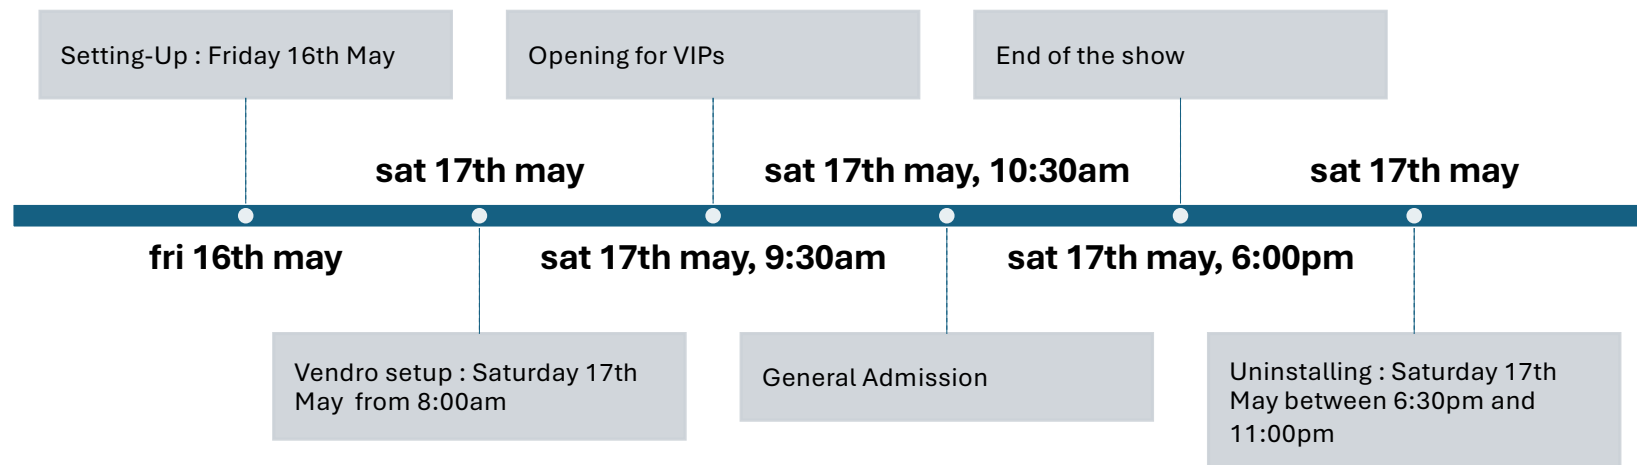 Setting-Up : Friday 16th May
Opening for VIPs
End of the show
sat 17th may
sat 17th may, 10:30am
sat 17th may
fri 16th may
sat 17th may, 9:30am
sat 17th may, 6:00pm
Vendro setup : Saturday 17th
May  from 8:00am
General Admission
Uninstalling : Saturday 17th
May between 6:30pm and
11:00pm